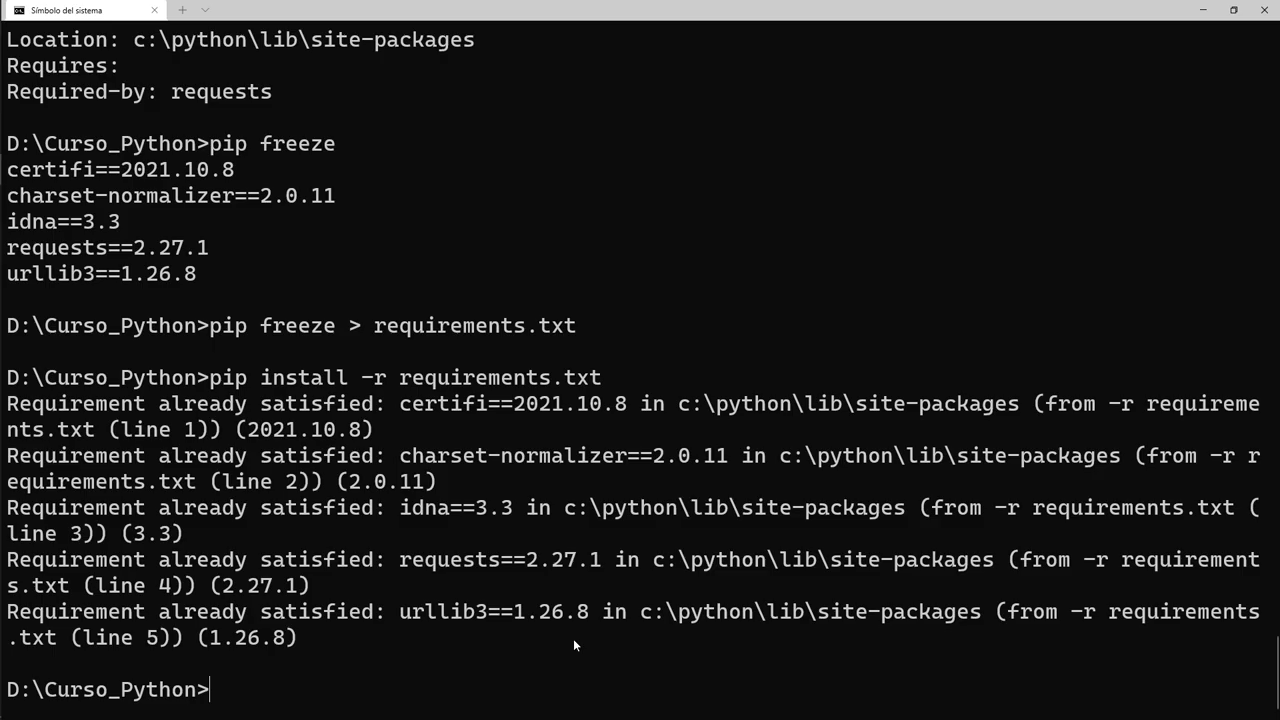 Símbolo del sistema
Location: c:\python\lib\site-packages
Requires:
Required-by: requests
D:\Curso_Python>pip freeze
certifi==2021.10.8
charset-normalizer==2.0.11
idna==3.3
requests==2.27.1
urllib3==1.26.8
D:\Curso_Python>pip freeze > requirements.txt
D:\Curso_Python>pip install -r requirements.txt
Requirement already satisfied: certifi==2021.10.8 in c:\python\lib\site-packages (from -r requireme
nts.txt (line 1)) (2021.10.8)
Requirement already satisfied: charset-normalizer==2.0.11 in c:\python\lib\site-packages (from -r r
equirements.txt (line 2)) (2.0.11)
Requirement already satisfied: idna==3.3 in c:\python\lib\site-packages (from -r requirements.txt (
line 3)) (3.3)
Requirement already satisfied: requests==2.27.1 in c:\python\lib\site-packages (from -r requirement
s.txt (line 4)) (2.27.1)
Requirement already satisfied: urllib3==1.26.8 in c:\python\lib\site-packages (from -r requirements
.txt (line 5)) (1.26.8)
D:\Curso_Python>